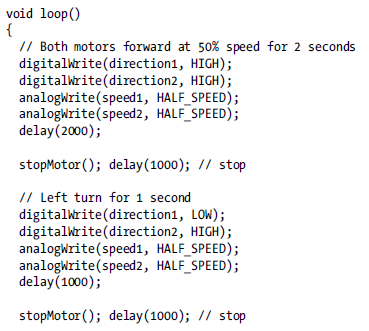 void loop()
{
  // Both motors forward at 50% speed for 2 seconds
  digitalWrite(direction1, HIGH);
  digitalWrite(direction2, HIGH);
  analogWrite(speed1, HALF_SPEED);
  analogWrite(speed2, HALF_SPEED);
  delay(2000);

  stopMotor(); delay(1000); // stop

  // Left turn for 1 second
  digitalWrite(direction1, LOW);
  digitalWrite(direction2, HIGH);
  analogWrite(speed1, HALF_SPEED);
  analogWrite(speed2, HALF_SPEED);
  delay(1000);

  stopMotor(); delay(1000); // stop